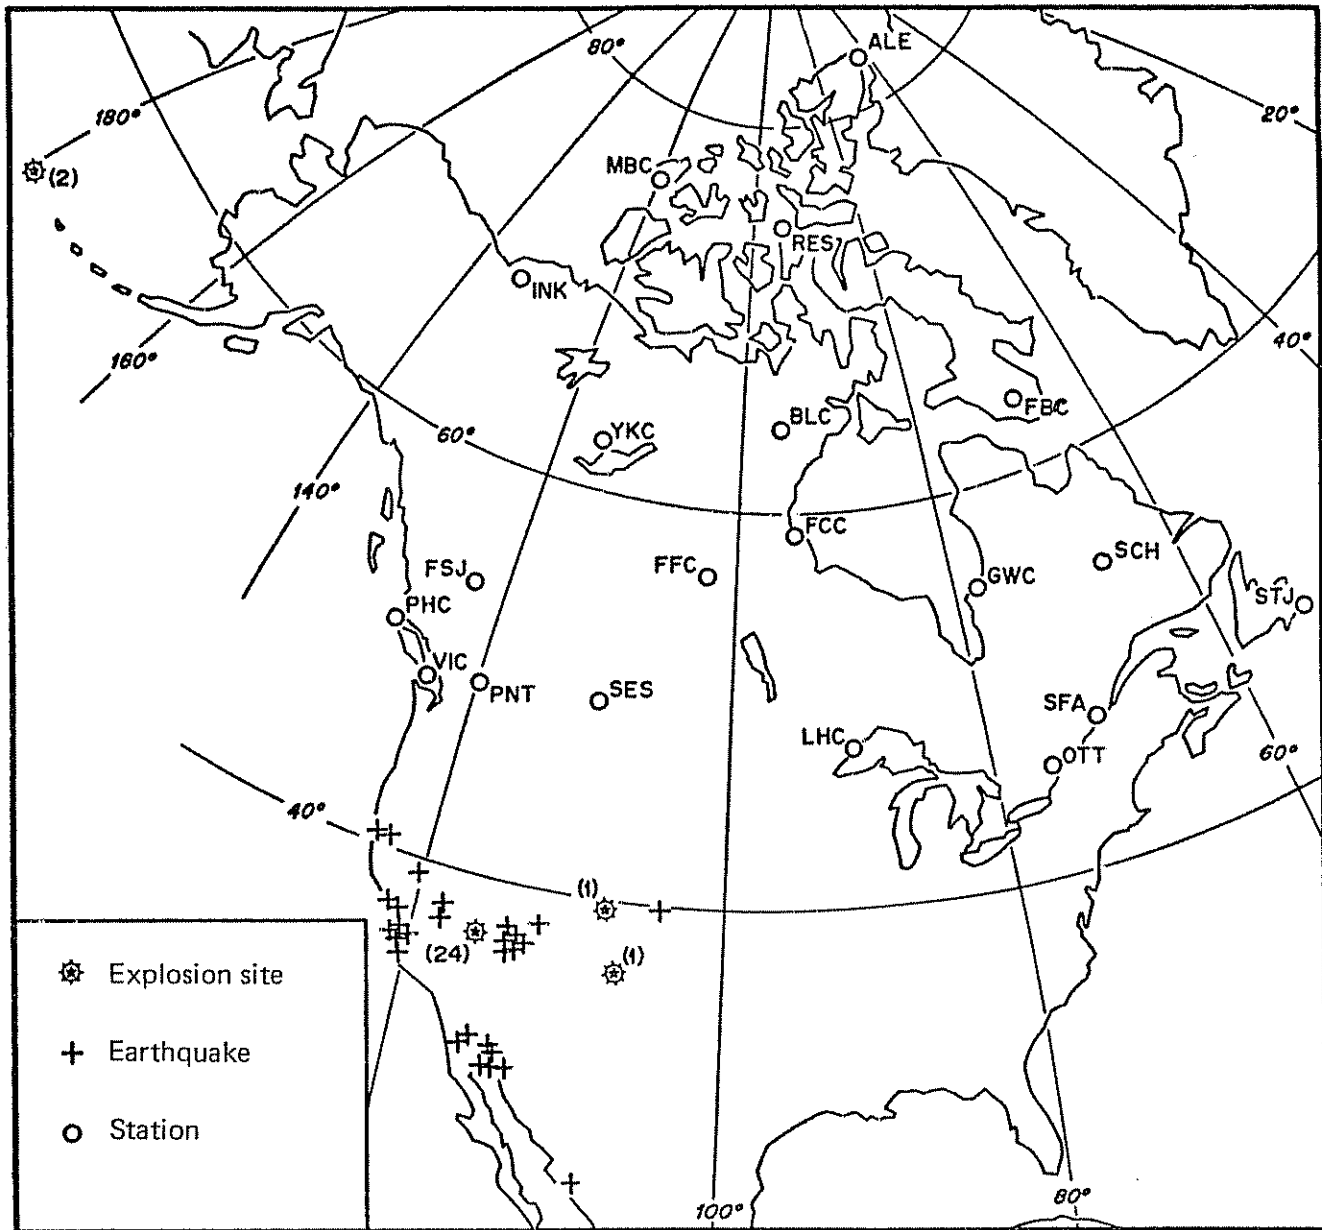 ALE
80°
180°
20°
(2)
MBC
RES
INK
160°
40°
FBC
BLC
YKC
60°
140°
FCC
SCH
FSJ
FFC
GWC
STJ
PHC
VIC
PNT
SES
SFA
LHC
OTT
60°
40°
(1)
(24)
(1)
Explosion site
Earthquake
Station
100°
80°